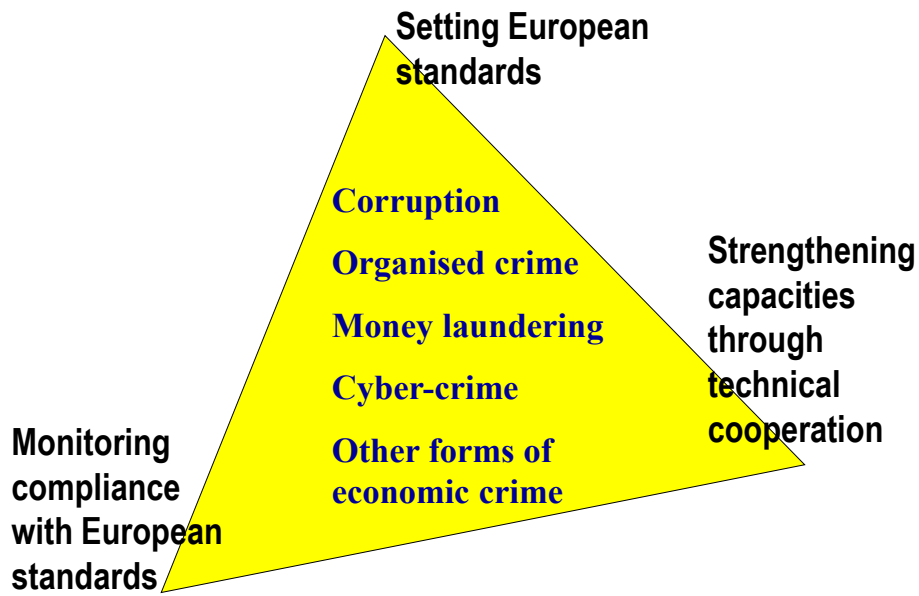 Setting European
standards
Corruption
Organised crime
Money laundering
Cyber-crime
Other forms of
economic crime
Strengthening
capacities
through
technical
cooperation
Monitoring
compliance
with European
standards